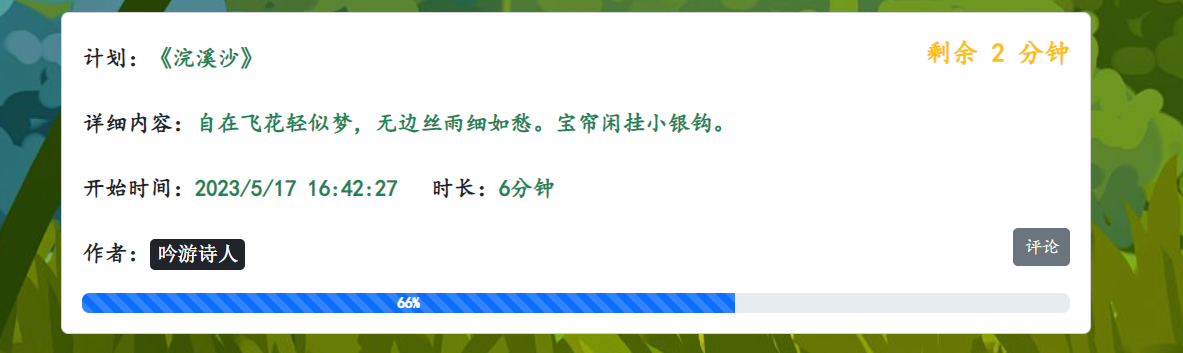 计划：《浣溪沙》
剩余 2 分钟
详细内容：自在飞花轻似梦，无边丝雨细如愁。宝帘闲挂小银钩。
开始时间：2023/5/17 16:42:27 时长：6分钟
作者：吟游诗人
评论
66%